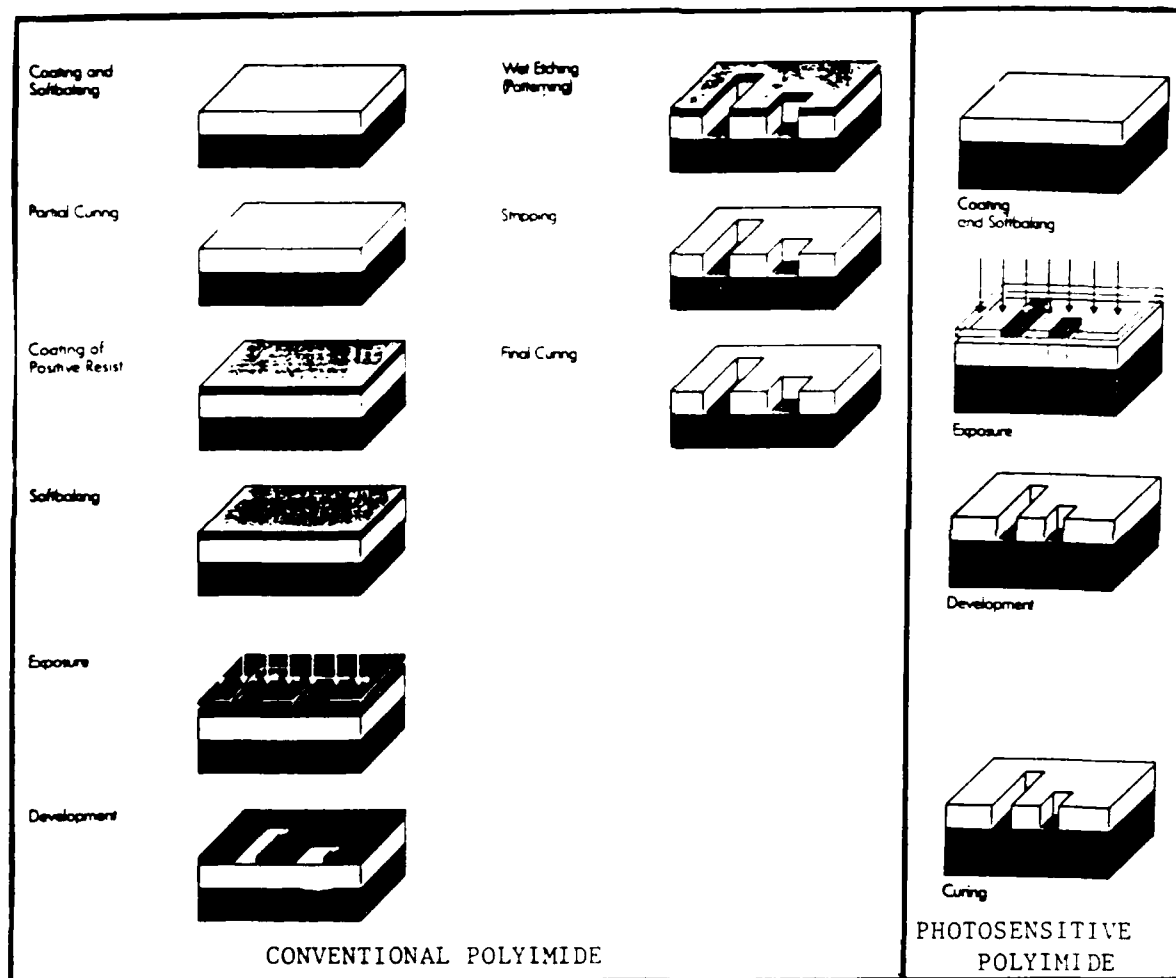 Coating and
Softbaking
Partial Curing
Coating of
Positive Resist
Softbaking
Exposure
Development
Wet Etching
(Patterning)
Stripping
Final Curing
CONVENTIONAL POLYIMIDE
Coating
and Softbaking
Exposure
Development
Curing
PHOTOSENSITIVE
POLYIMIDE